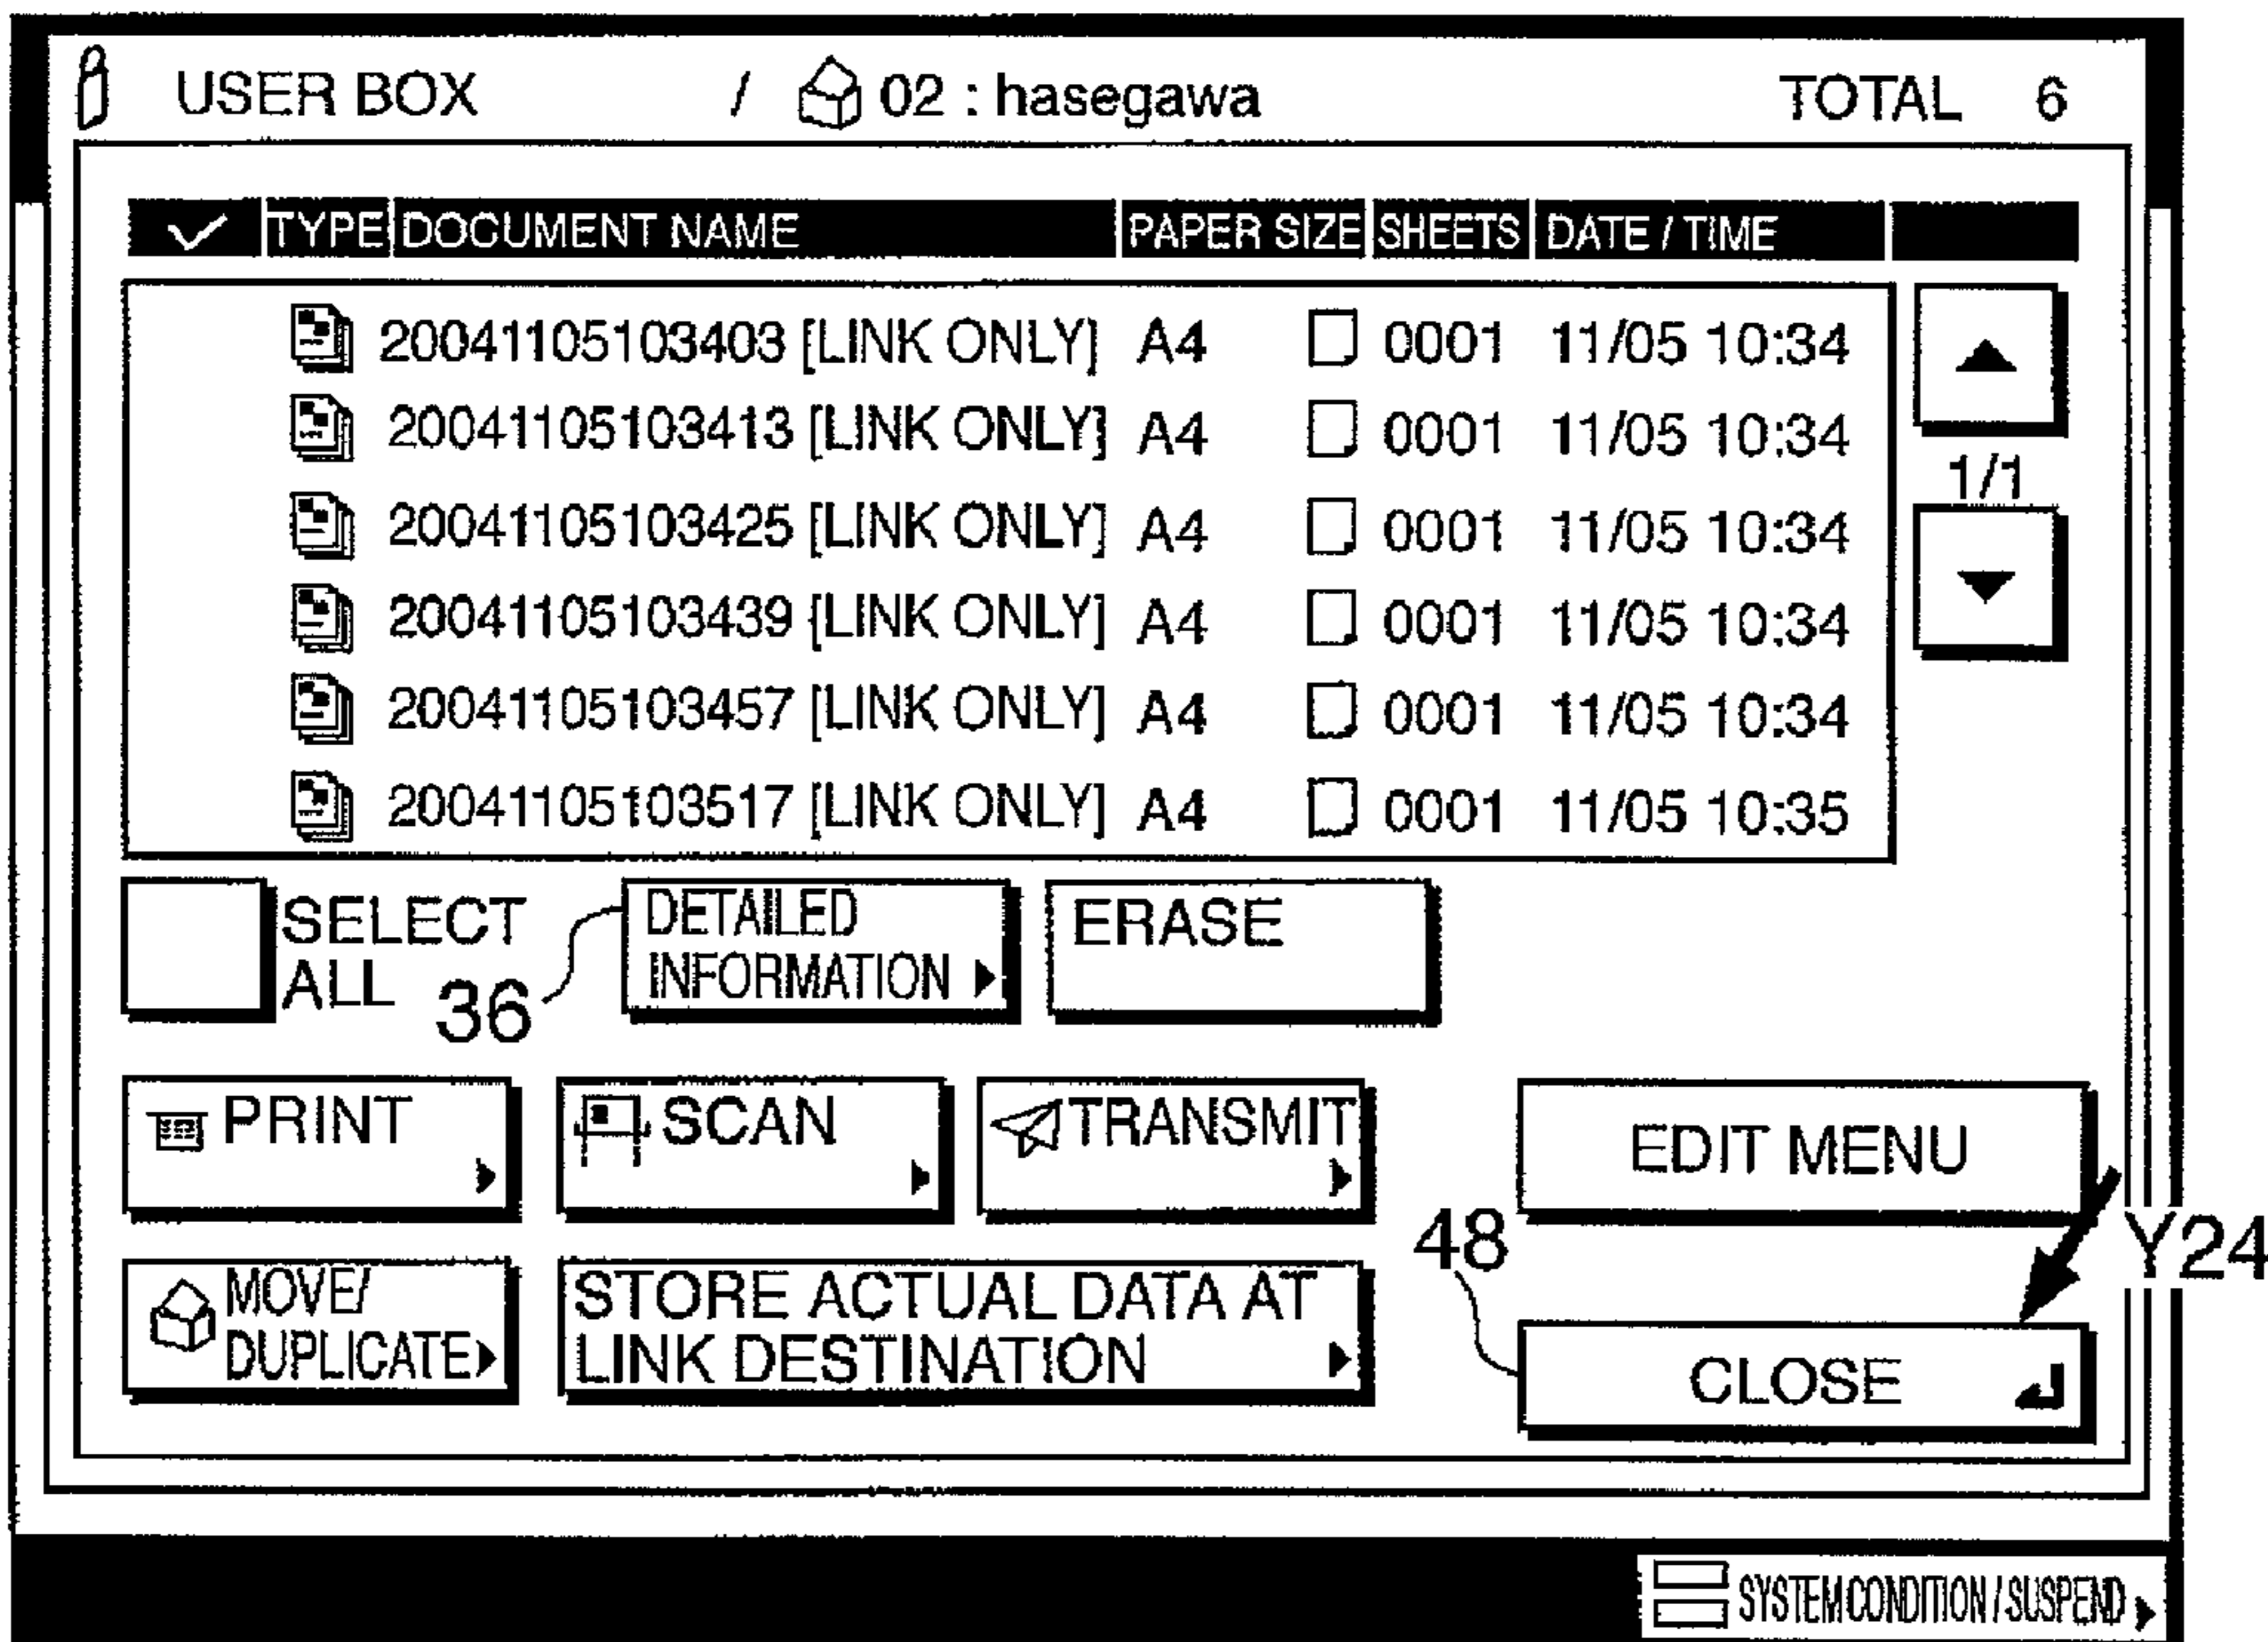 USER BOX / 02 : hasegawa TOTAL 6
TYPE DOCUMENT NAME PAPER SIZE SHEETS DATE / TIME
20041105103403 [LINK ONLY] A4 0001 11/05 10:34
20041105103413 [LINK ONLY] A4 0001 11/05 10:34
1/1
20041105103425 [LINK ONLY] A4 0001 11/05 10:34
20041105103439 [LINK ONLY] A4 0001 11/05 10:34
20041105103457 [LINK ONLY] A4 0001 11/05 10:34
20041105103517 [LINK ONLY] A4 0001 11/05 10:35
SELECT
ALL
36
DETAILED
INFORMATION
ERASE
PRINT
SCAN
TRANSMIT
EDIT MENU
Y24
MOVE/
DUPLICATE
STORE ACTUAL DATA AT
LINK DESTINATION
48
CLOSE
SYSTEM CONDITION / SUSPEND